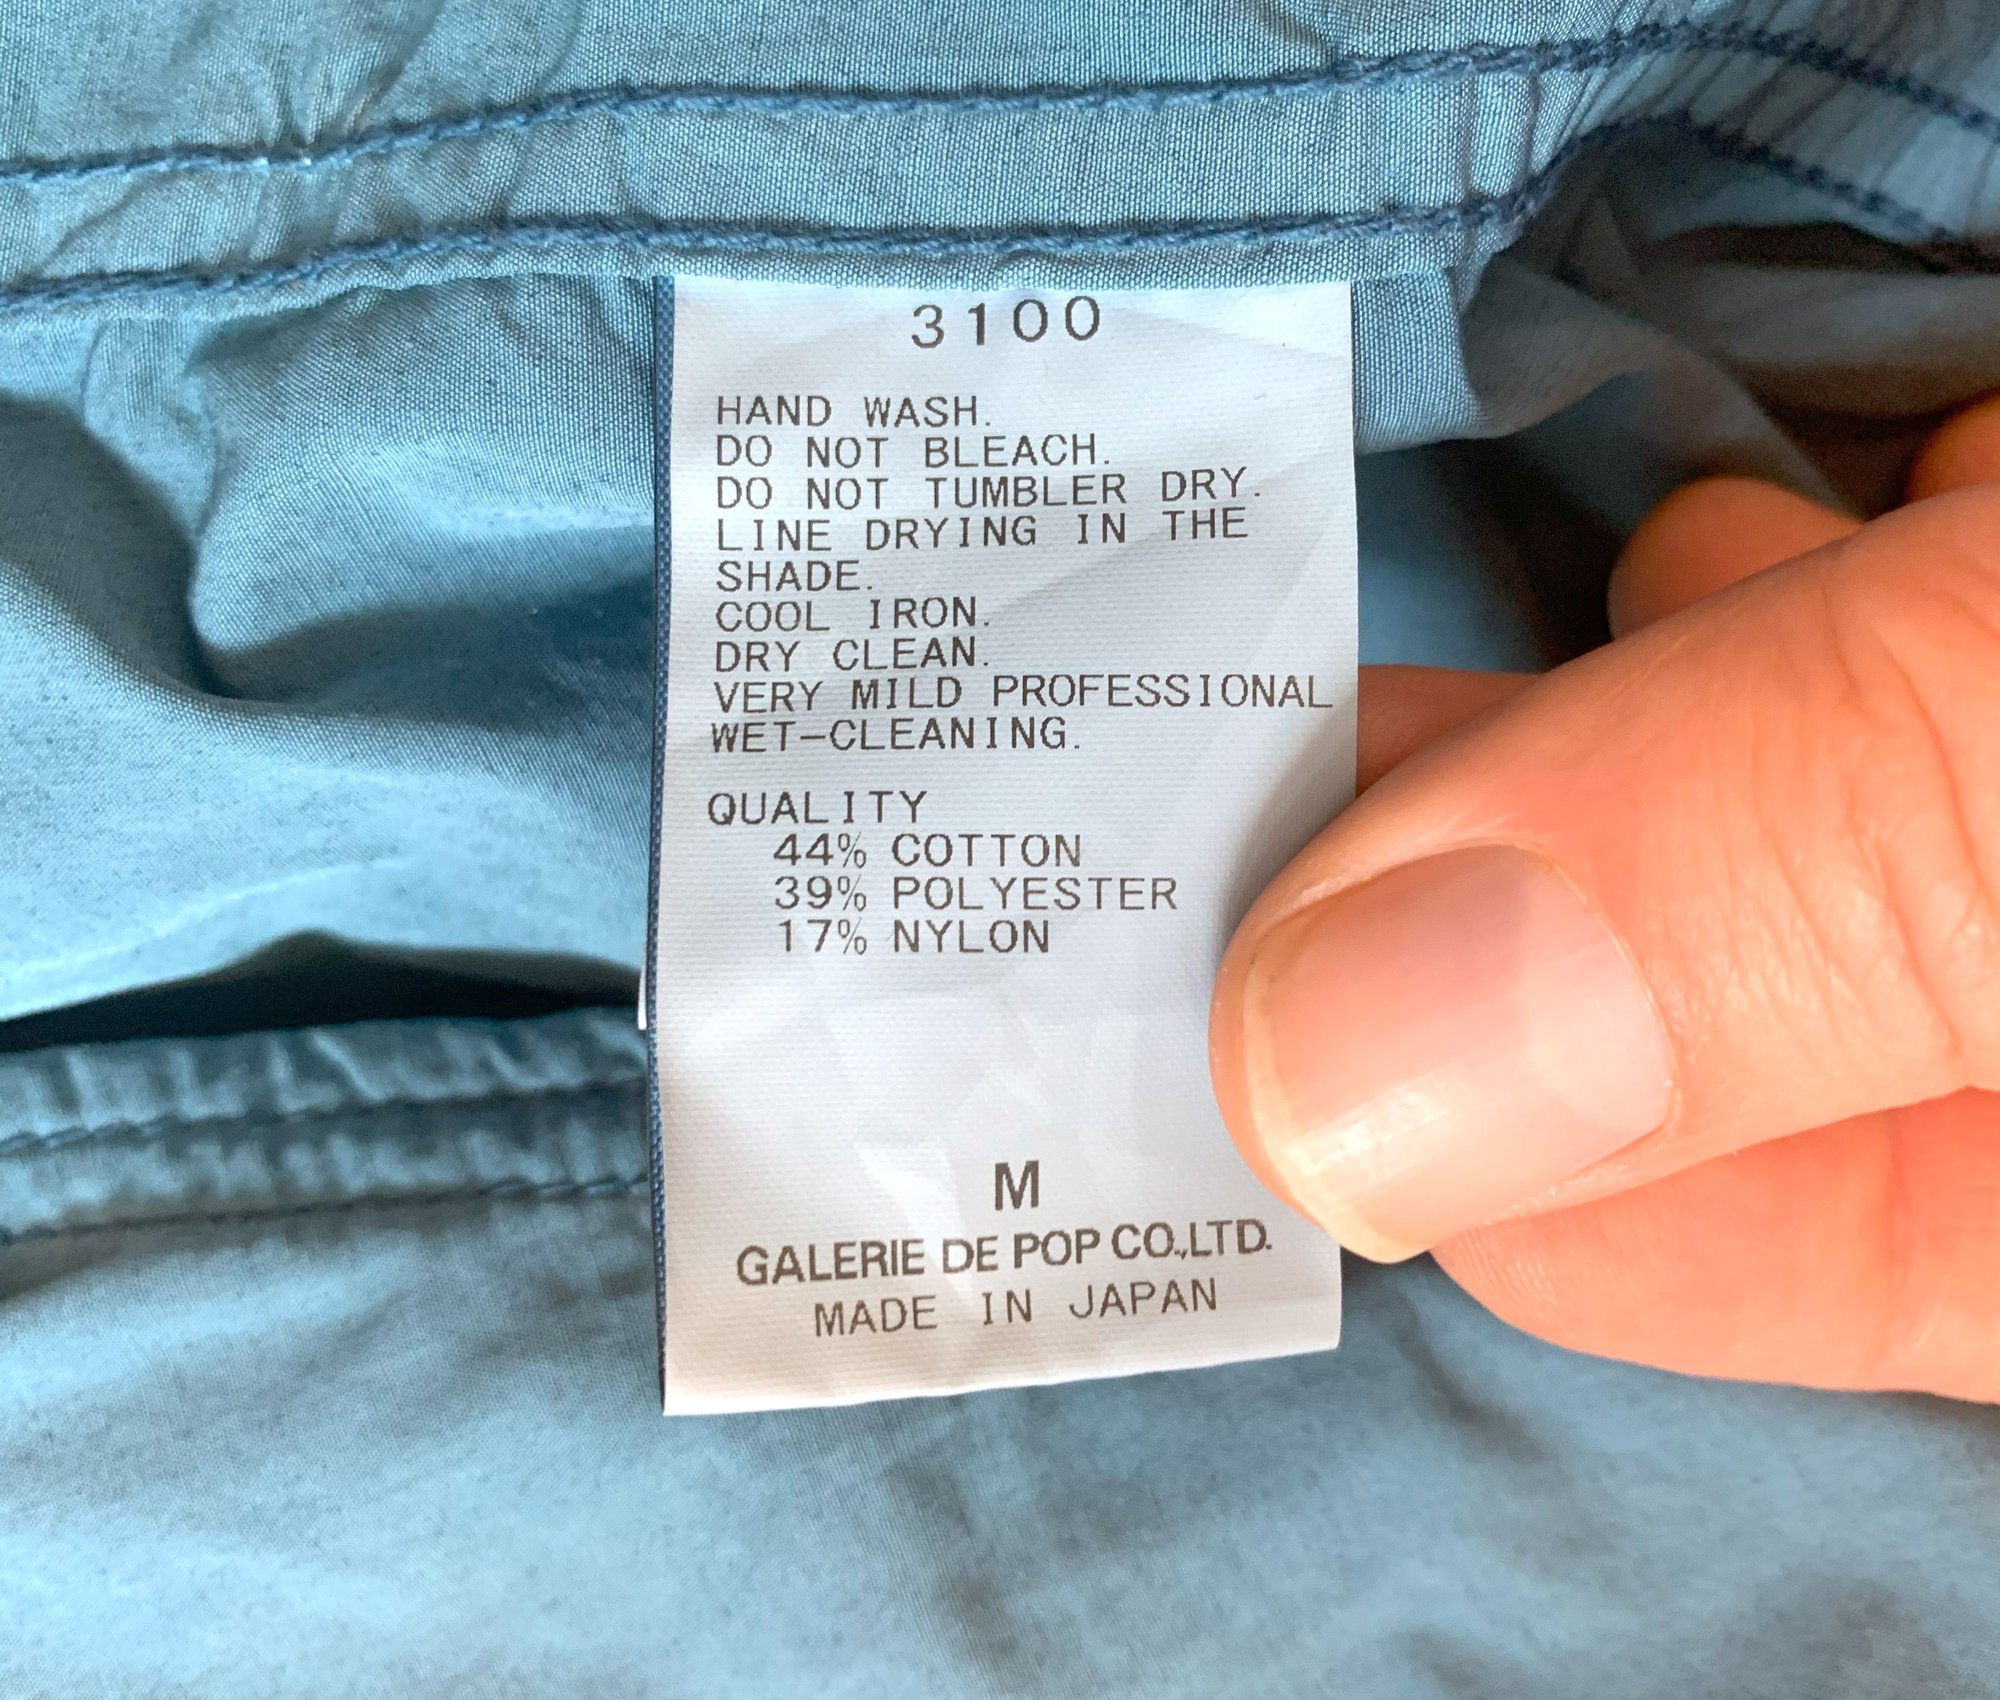 3100
HAND WASH.
DO NOT BLEACH.
DO NOT TUMBLER DRY.
LINE DRYING IN THE
SHADE.
COOL IRON.
DRY CLEAN.
VERY MILD PROFESSIONAL
WET-CLEANING.
QUALITY
44% COTTON
39% POLYESTER
17% NYLON
M
GALERIE DE POP CO.,LTD.
MADE IN JAPAN